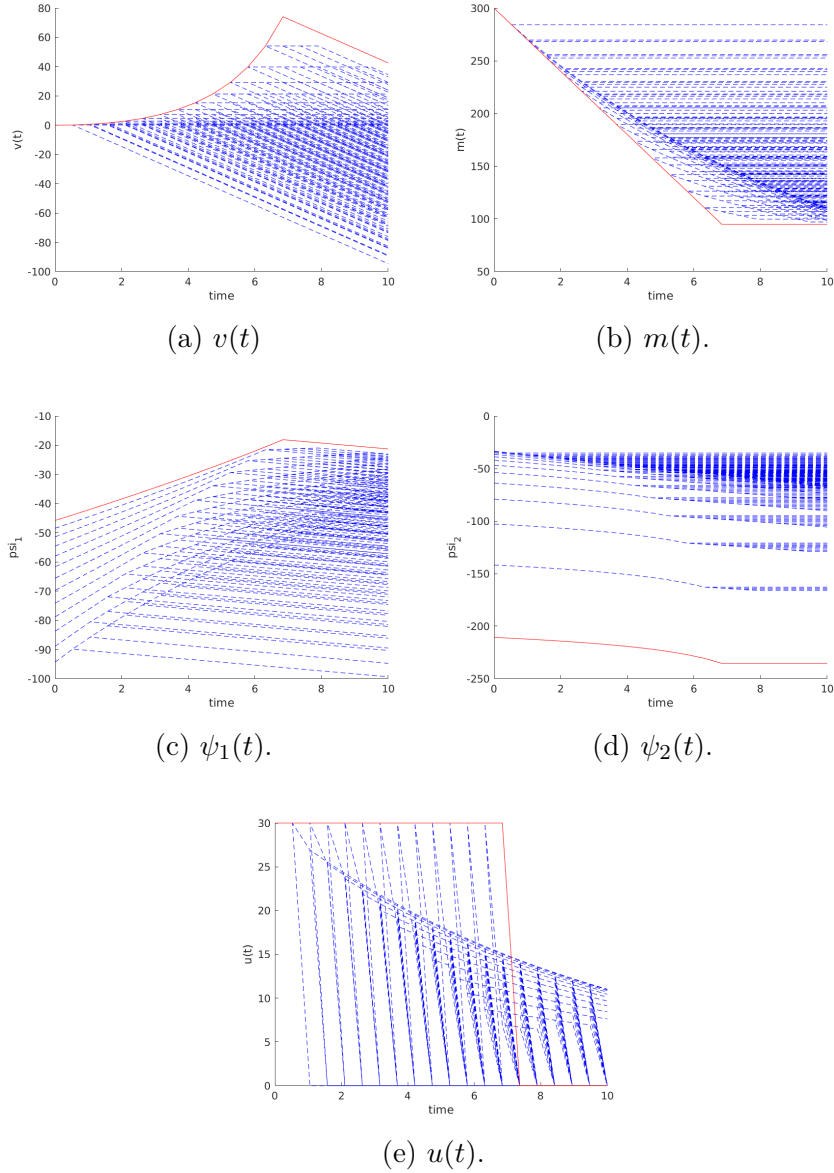 80
60
40
20
0
-20
-40
-60
-80
-100
v(t)
0 2 4 6 8 10
time
(a) v(t)
300
250
200
150
100
50
m(t)
0 2 4 6 8 10
time
(b) m(t).
-10
-20
-30
-40
-50
-60
-70
-80
-90
-100
psi₁
0 2 4 6 8 10
time
(c) ψ₁(t).
0
-50
-100
-150
-200
-250
psi₂
0 2 4 6 8 10
time
(d) ψ₂(t).
30
25
20
15
10
5
0
u(t)
0 2 4 6 8 10
time
(e) u(t).